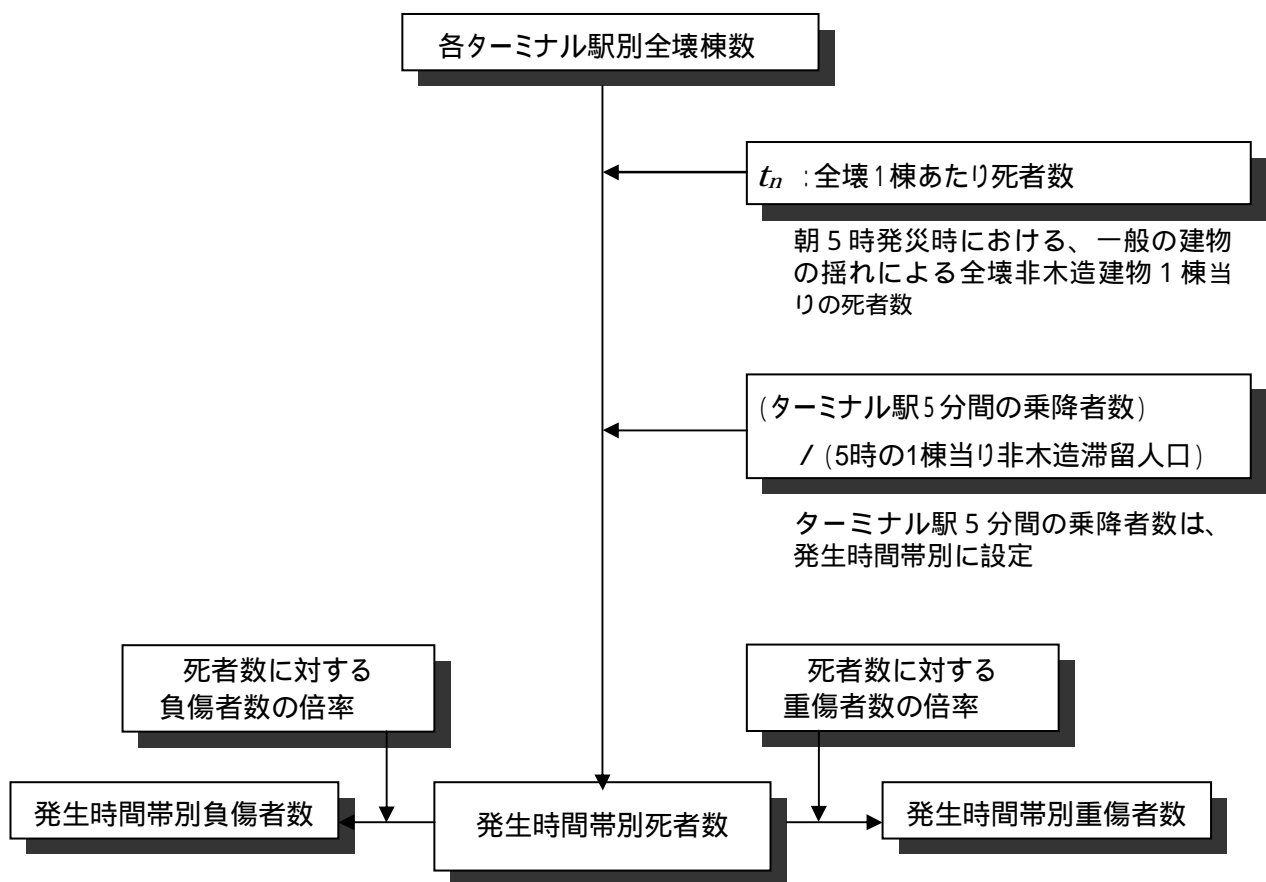 各ターミナル駅別全壊棟数
tn :全壊1棟あたり死者数
朝5時発災時における、一般の建物
の揺れによる全壊非木造建物1棟当
りの死者数
(ターミナル駅5分間の乗降者数)
/(5時の1棟当り非木造滞留人口)
ターミナル駅5分間の乗降者数は、
発生時間帯別に設定
死者数に対する
負傷者数の倍率
死者数に対する
重傷者数の倍率
発生時間帯別負傷者数
発生時間帯別死者数
発生時間帯別重傷者数